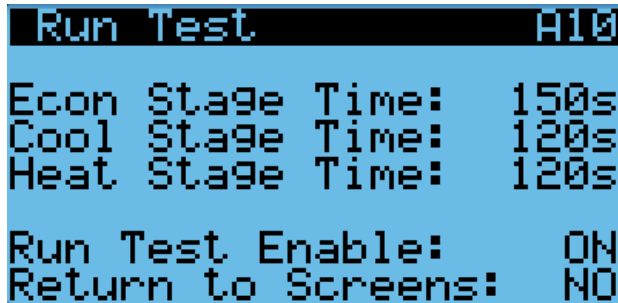 Run Test A10
Econ Stage Time: 150s
Cool Stage Time: 120s
Heat Stage Time: 120s
Run Test Enable: ON
Return to Screens: NO